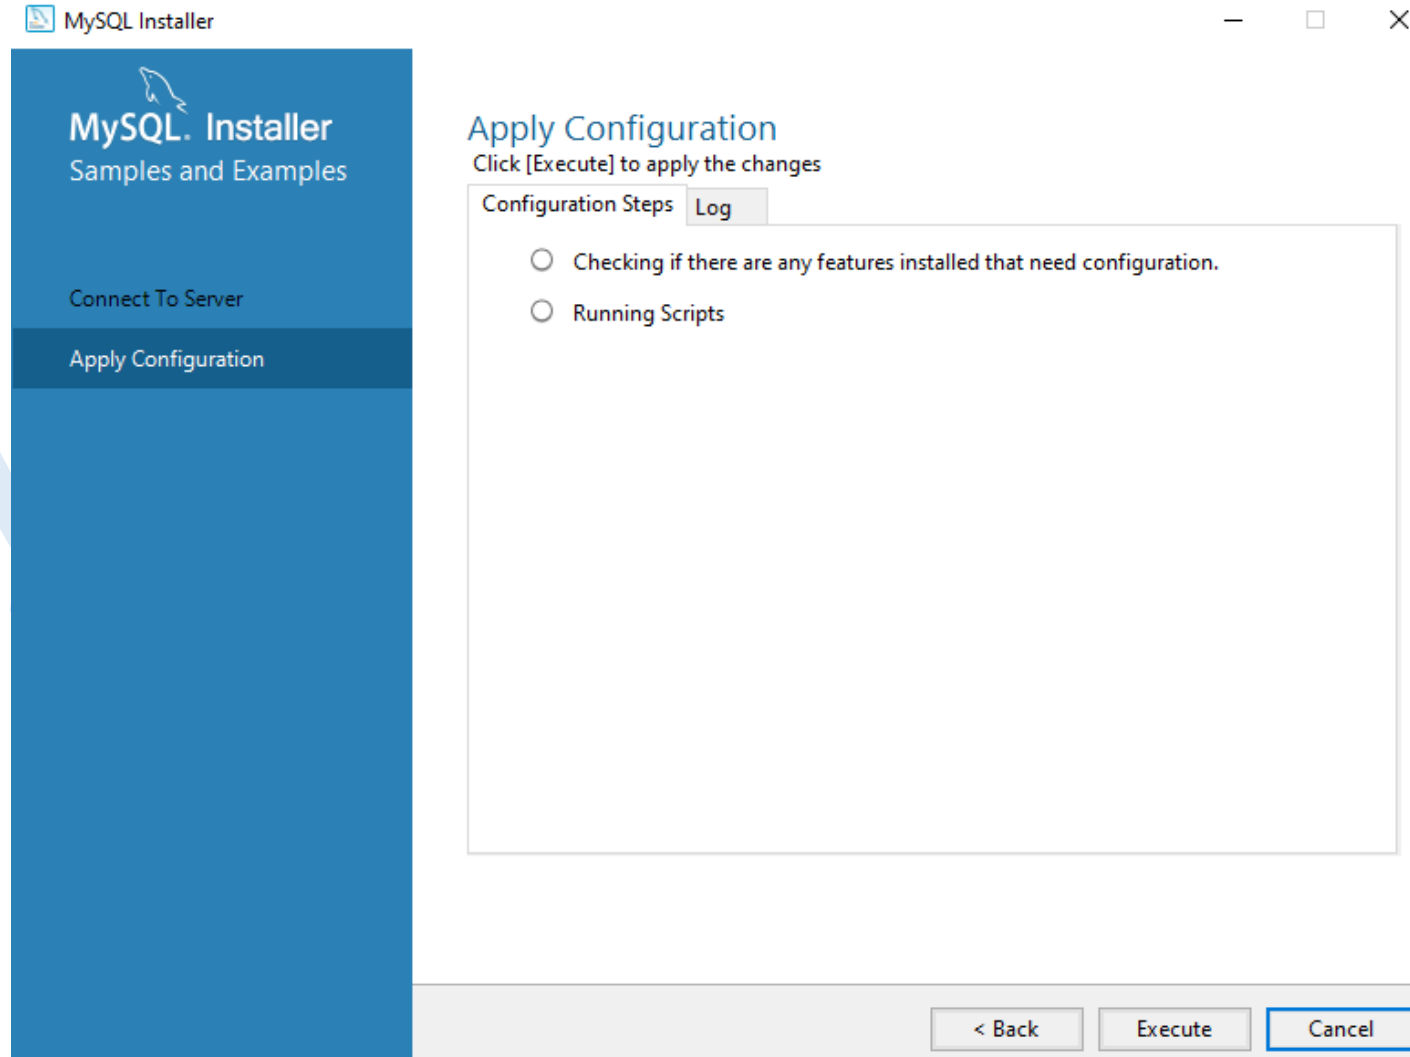 MySQL Installer
MySQL. Installer
Samples and Examples
Connect To Server
Apply Configuration
Apply Configuration
Click [Execute] to apply the changes
Configuration Steps Log
Checking if there are any features installed that need configuration.
Running Scripts
< Back Execute Cancel